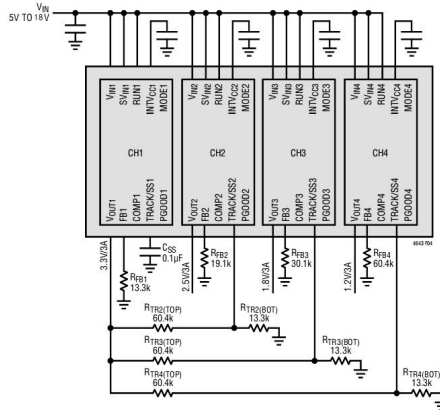 VIN
5V TO 18V
VIN1
SVIN1
RUN1
INTVCC1
MODE1
CH1
VOUT1
FB1
COMP1
TRACK/SS1
PGOOD1
VIN2
SVIN2
RUN2
INTVCC2
MODE2
CH2
VOUT2
FB2
COMP2
TRACK/SS2
PGOOD2
VIN3
SVIN3
RUN3
INTVCC3
MODE3
CH3
VOUT3
FB3
COMP3
TRACK/SS3
PGOOD3
VIN4
SVIN4
RUN4
INTVCC4
MODE4
CH4
VOUT4
FB4
COMP4
TRACK/SS4
PGOOD4
4643 F04
3.3V/3A
RFB1
13.3k
CSS
0.1µF
2.5V/3A
RFB2
19.1k
1.8V/3A
RFB3
30.1k
1.2V/3A
RFB4
60.4k
RTR2(TOP)
60.4k
RTR2(BOT)
13.3k
RTR3(TOP)
60.4k
RTR3(BOT)
13.3k
RTR4(TOP)
60.4k
RTR4(BOT)
13.3k